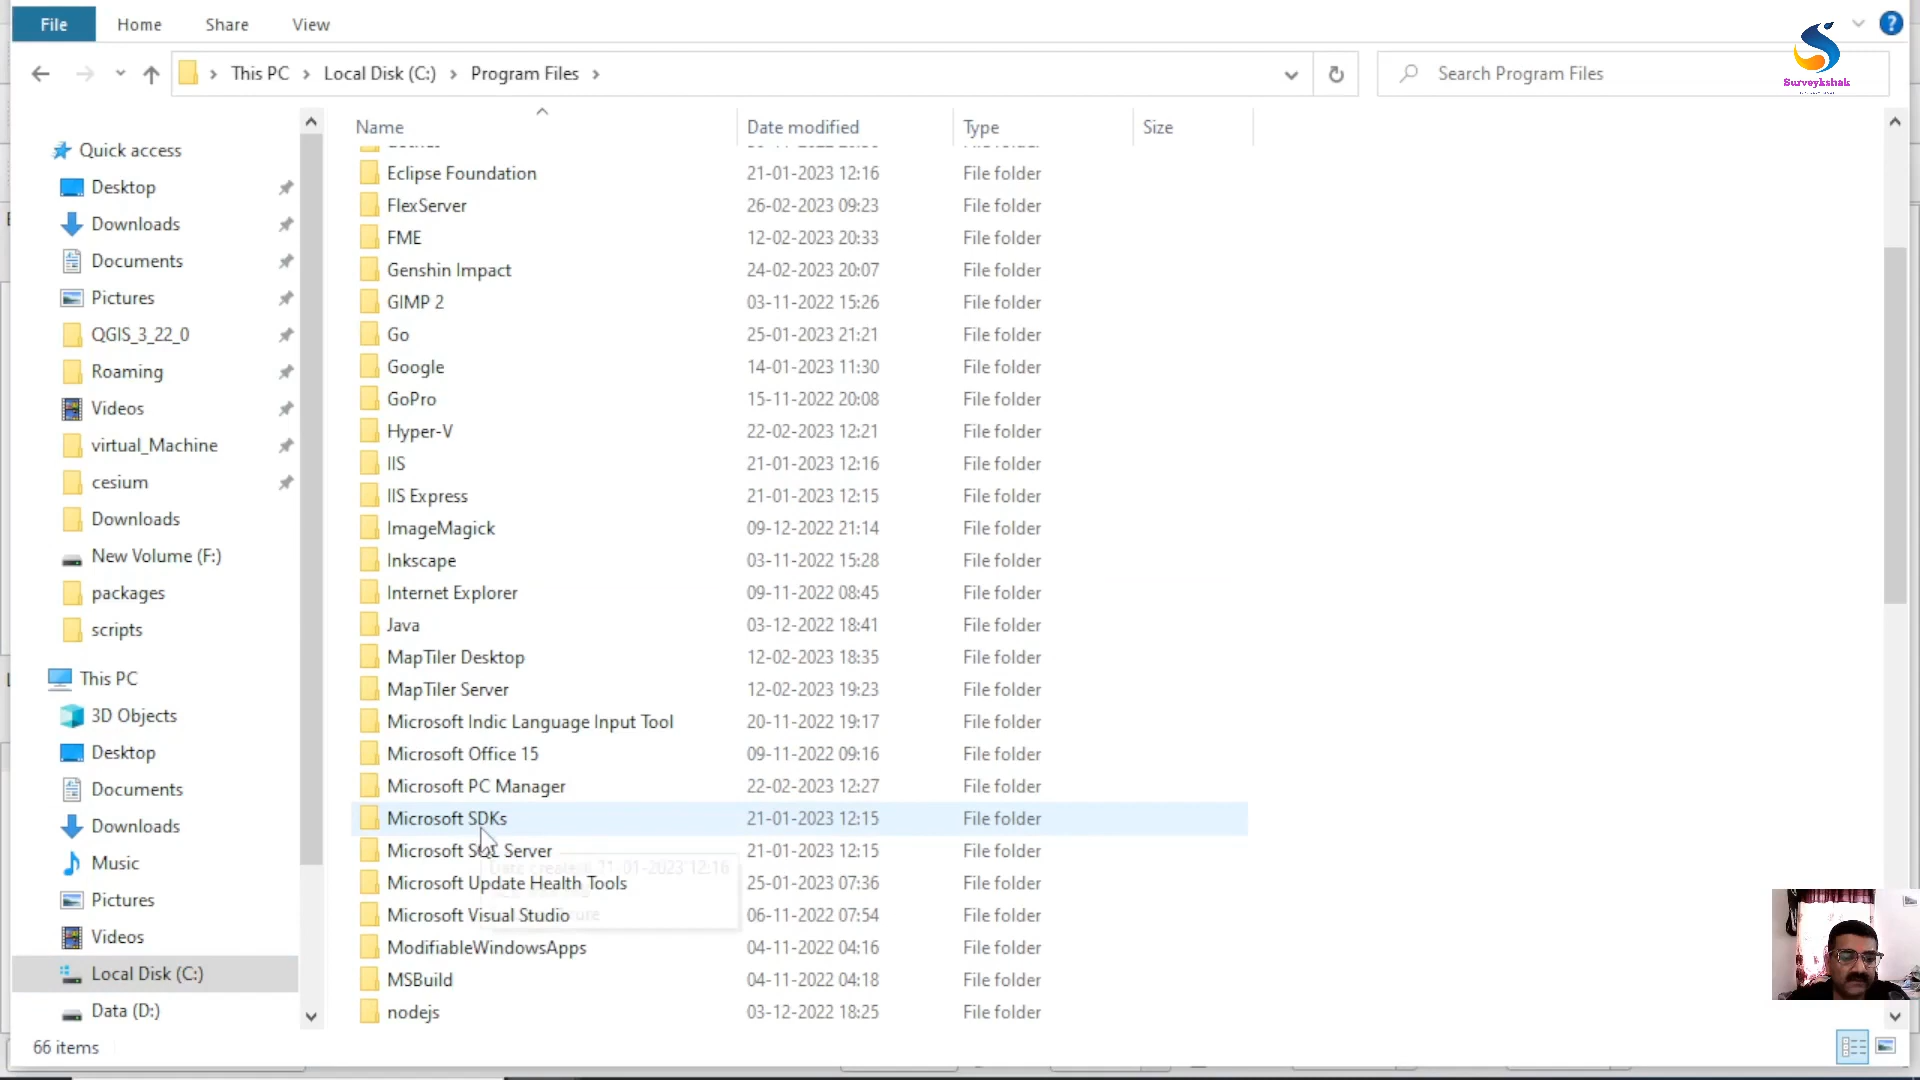 File Home Share View
This PC Local Disk (C:) Program Files
Search Program Files
Surveykshak
Name Date modified Type Size
Eclipse Foundation 21-01-2023 12:16 File folder
FlexServer 26-02-2023 09:23 File folder
FME 12-02-2023 20:33 File folder
Genshin Impact 24-02-2023 20:07 File folder
GIMP 2 03-11-2022 15:26 File folder
Go 25-01-2023 21:21 File folder
Google 14-01-2023 11:30 File folder
GoPro 15-11-2022 20:08 File folder
Hyper-V 22-02-2023 12:21 File folder
IIS 21-01-2023 12:16 File folder
IIS Express 21-01-2023 12:15 File folder
ImageMagick 09-12-2022 21:14 File folder
Inkscape 03-11-2022 15:28 File folder
Internet Explorer 09-11-2022 08:45 File folder
Java 03-12-2022 18:41 File folder
MapTiler Desktop 12-02-2023 18:35 File folder
MapTiler Server 12-02-2023 19:23 File folder
Microsoft Indic Language Input Tool 20-11-2022 19:17 File folder
Microsoft Office 15 09-11-2022 09:16 File folder
Microsoft PC Manager 22-02-2023 12:27 File folder
Microsoft SDKs 21-01-2023 12:15 File folder
Microsoft SQL Server 21-01-2023 12:15 File folder
Microsoft Update Health Tools 25-01-2023 07:36 File folder
Microsoft Visual Studio 06-11-2022 07:54 File folder
ModifiableWindowsApps 04-11-2022 04:16 File folder
MSBuild 04-11-2022 04:18 File folder
nodejs 03-12-2022 18:25 File folder
Quick access
Desktop
Downloads
Documents
Pictures
QGIS_3_22_0
Roaming
Videos
virtual_Machine
cesium
Downloads
New Volume (F:)
packages
scripts
This PC
3D Objects
Desktop
Documents
Downloads
Music
Pictures
Videos
Local Disk (C:)
Data (D:)
66 items